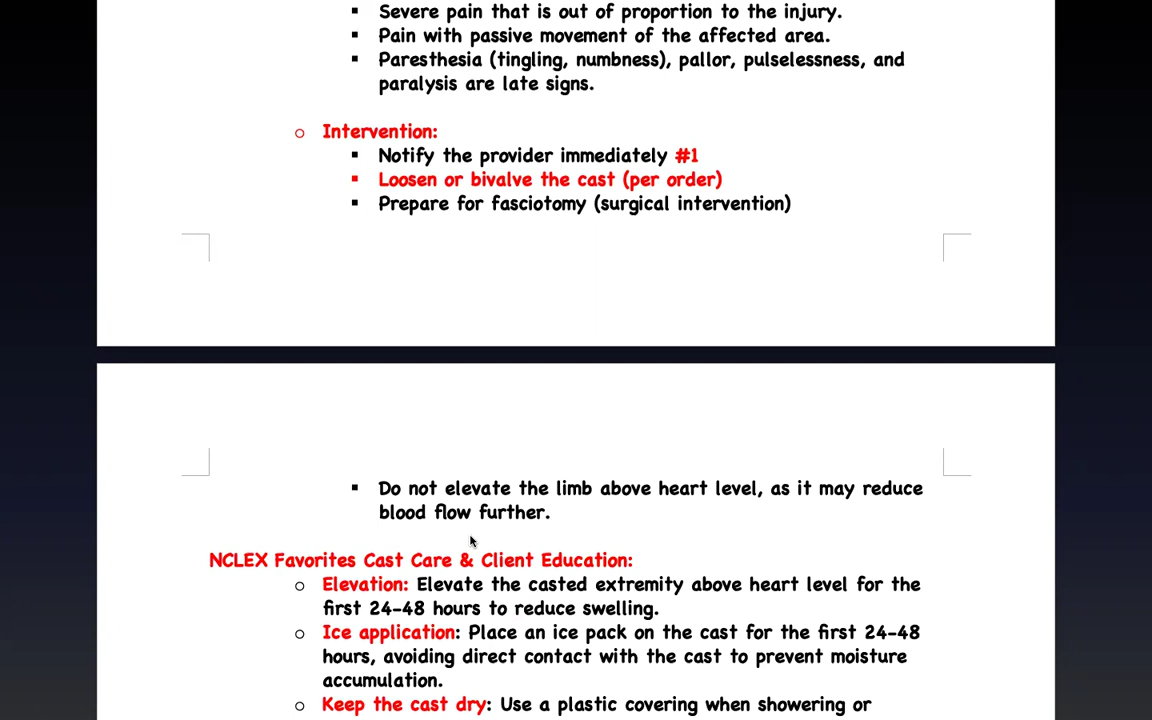 ▪ Severe pain that is out of proportion to the injury.
▪ Pain with passive movement of the affected area.
▪ Paresthesia (tingling, numbness), pallor, pulselessness, and
paralysis are late signs.
○ Intervention:
▪ Notify the provider immediately #1
▪ Loosen or bivalve the cast (per order)
▪ Prepare for fasciotomy (surgical intervention)
▪ Do not elevate the limb above heart level, as it may reduce
blood flow further.
NCLEX Favorites Cast Care & Client Education:
○ Elevation: Elevate the casted extremity above heart level for the
first 24-48 hours to reduce swelling.
○ Ice application: Place an ice pack on the cast for the first 24-48
hours, avoiding direct contact with the cast to prevent moisture
accumulation.
○ Keep the cast dry: Use a plastic covering when showering or